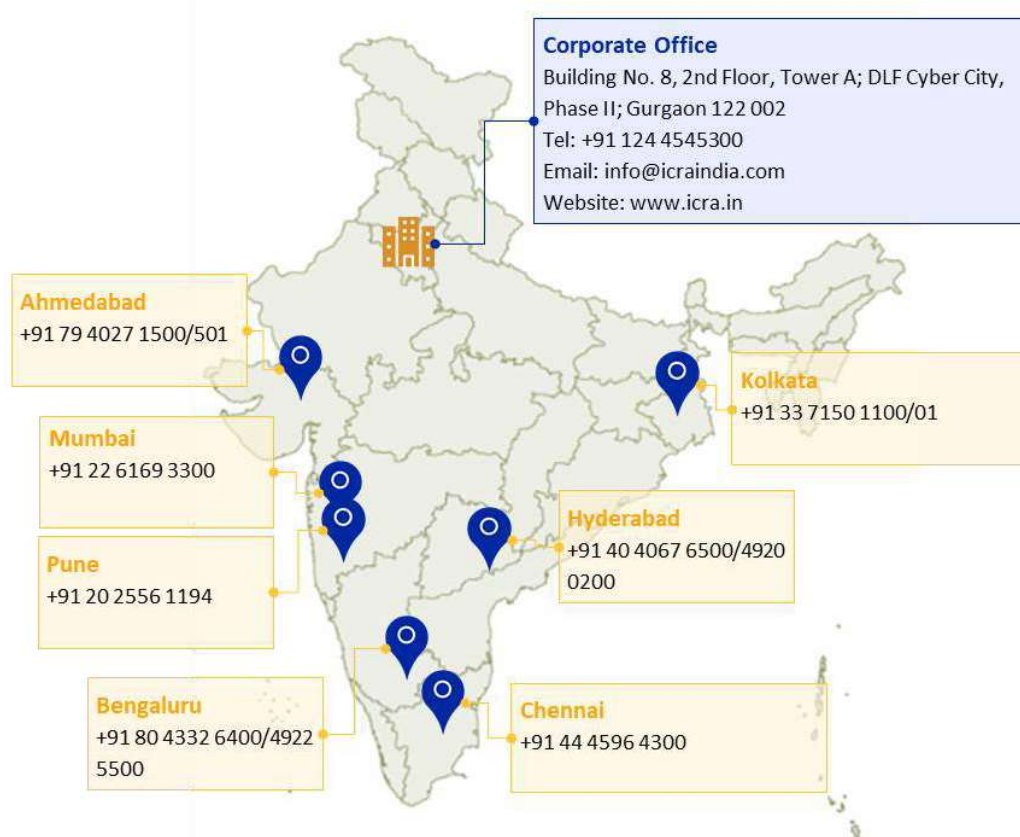 Corporate Office
Building No. 8, 2nd Floor, Tower A; DLF Cyber City,
Phase II; Gurgaon 122 002
Tel: +91 124 4545300
Email: info@icraindia.com
Website: www.icra.in
Ahmedabad
+91 79 4027 1500/501
Kolkata
+91 33 7150 1100/01
Mumbai
+91 22 6169 3300
Hyderabad
+91 40 4067 6500/4920
0200
Pune
+91 20 2556 1194
Bengaluru
+91 80 4332 6400/4922
5500
Chennai
+91 44 4596 4300